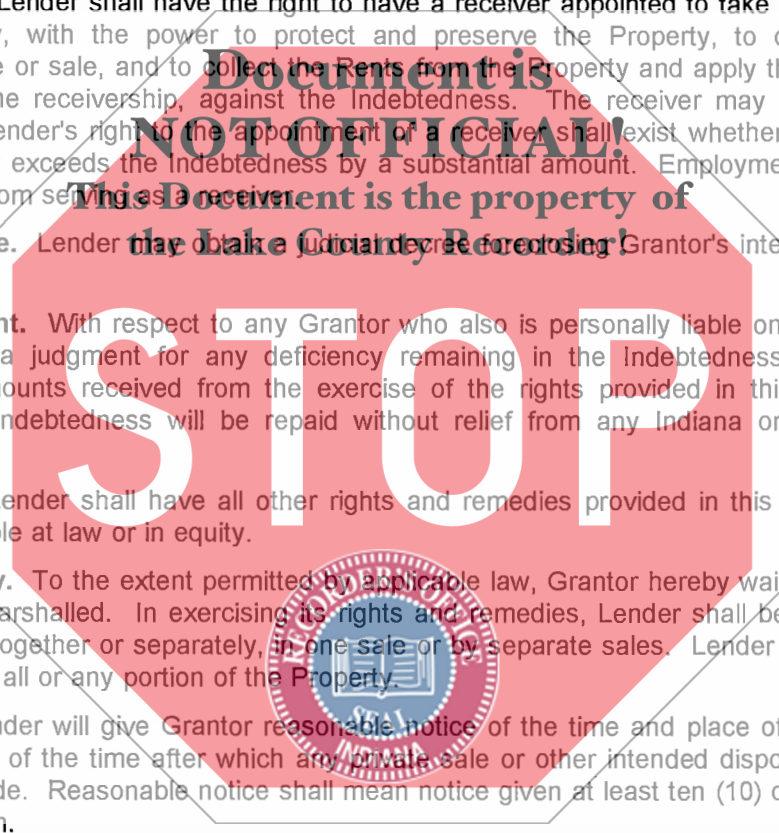 Lender shall have the right to have a receiver appointed to take
, with the power to protect and preserve the Property, to
Document is
e or sale, and to collect the Rents from the Property and apply th
he receivership, against the Indebtedness. The receiver may
NOT OFFICIAL!
ender's right to the appointment of a receiver shall exist whether
exceeds the Indebtedness by a substantial amount. Employme
This Document is the property of
om serving as a receiver.
the Lake County Recorder!
e. Lender may obtain a judicial decree foreclosing Grantor's inte
nt. With respect to any Grantor who also is personally liable on
a judgment for any deficiency remaining in the Indebtedness
ounts received from the exercise of the rights provided in thi
ndebtedness will be repaid without relief from any Indiana or
STOP
ender shall have all other rights and remedies provided in this
le at law or in equity.
y. To the extent permitted by applicable law, Grantor hereby wai
arshalled. In exercising its rights and remedies, Lender shall be
ogether or separately, in one sale or by separate sales. Lender
all or any portion of the Property.
RECORDER NOTICE
SEAL
INDIANA
nder will give Grantor reasonable notice of the time and place of
of the time after which any private sale or other intended dispo
de. Reasonable notice shall mean notice given at least ten (10)